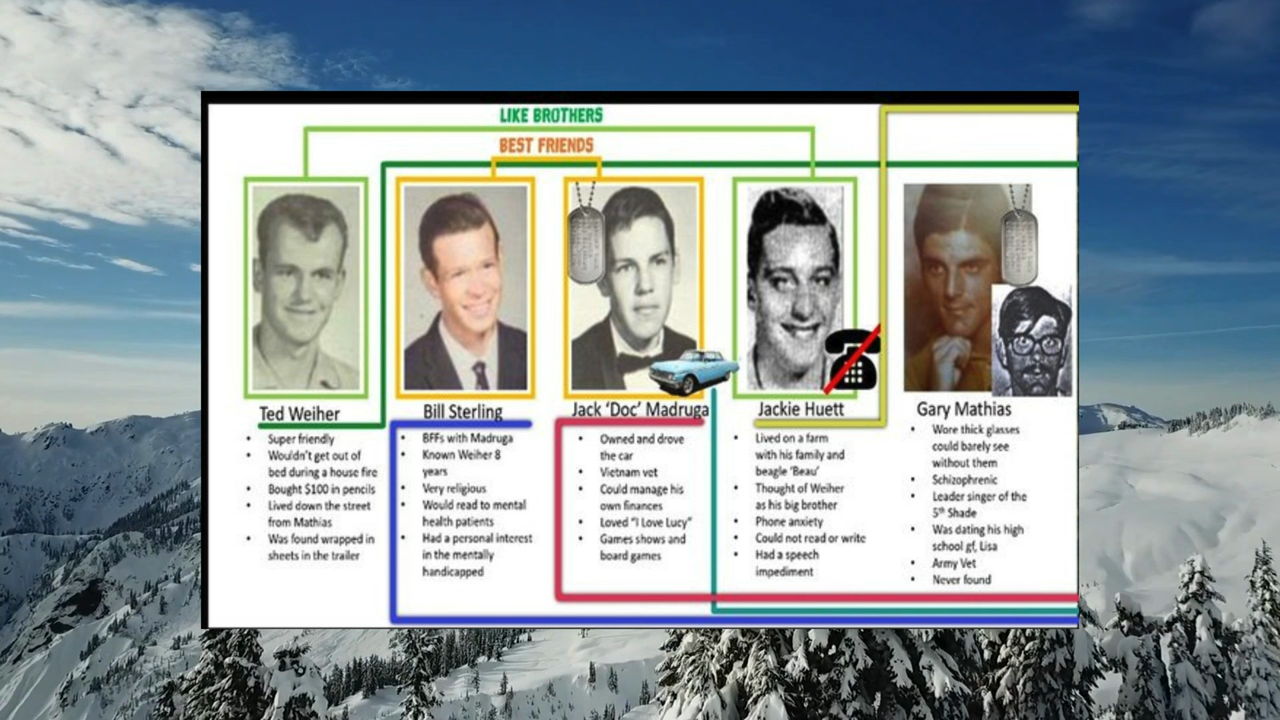 LIKE BROTHERS
BEST FRIENDS
Ted Weiher
• Super friendly
• Wouldn't get out of
bed during a house fire
• Bought $100 in pencils
• Lived down the street
from Mathias
• Was found wrapped in
sheets in the trailer
Bill Sterling
• BFFs with Madruga
• Known Weiher 8
years
• Very religious
• Would read to mental
health patients
• Had a personal interest
in the mentally
handicapped
Jack 'Doc' Madruga
• Owned and drove
the car
• Vietnam vet
• Could manage his
own finances
• Loved "I Love Lucy"
• Games shows and
board games
Jackie Huett
• Lived on a farm
with his family and
beagle 'Beau'
• Thought of Weiher
as his big brother
• Phone anxiety
• Could not read or write
• Had a speech
impediment
Gary Mathias
• Wore thick glasses
could barely see
without them
• Schizophrenic
• Leader singer of the
5th Shade
• Was dating his high
school gf, Lisa
• Army Vet
• Never found